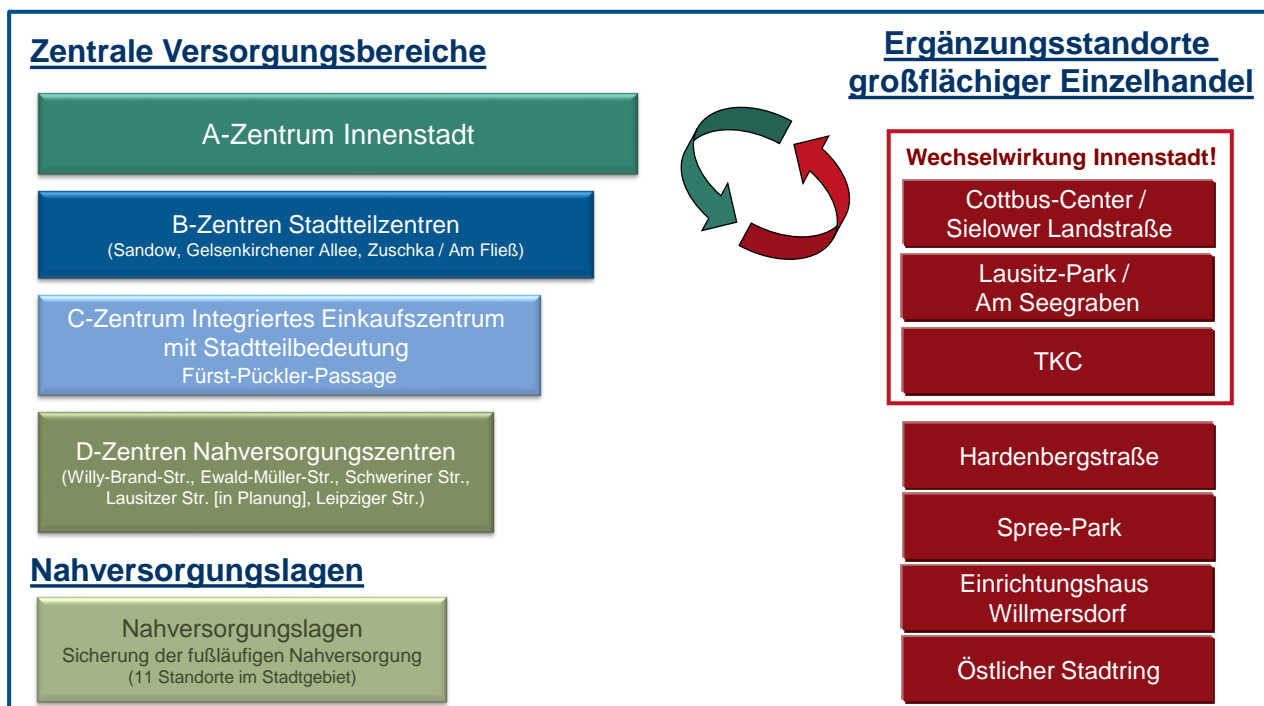 Zentrale Versorgungsbereiche
A-Zentrum Innenstadt
B-Zentren Stadtteilzentren
(Sandow, Gelsenkirchener Allee, Zuschka / Am Fließ)
C-Zentrum Integriertes Einkaufszentrum
mit Stadtteilbedeutung
Fürst-Pückler-Passage
D-Zentren Nahversorgungszentren
(Willy-Brand-Str., Ewald-Müller-Str., Schweriner Str.,
Lausitzer Str. [in Planung], Leipziger Str.)
Nahversorgungslagen
Nahversorgungslagen
Sicherung der fußläufigen Nahversorgung
(11 Standorte im Stadtgebiet)
Ergänzungsstandorte
großflächiger Einzelhandel
Wechselwirkung Innenstadt!
Cottbus-Center /
Sielower Landstraße
Lausitz-Park /
Am Seegraben
TKC
Hardenbergstraße
Spree-Park
Einrichtungshaus
Willmersdorf
Östlicher Stadtring